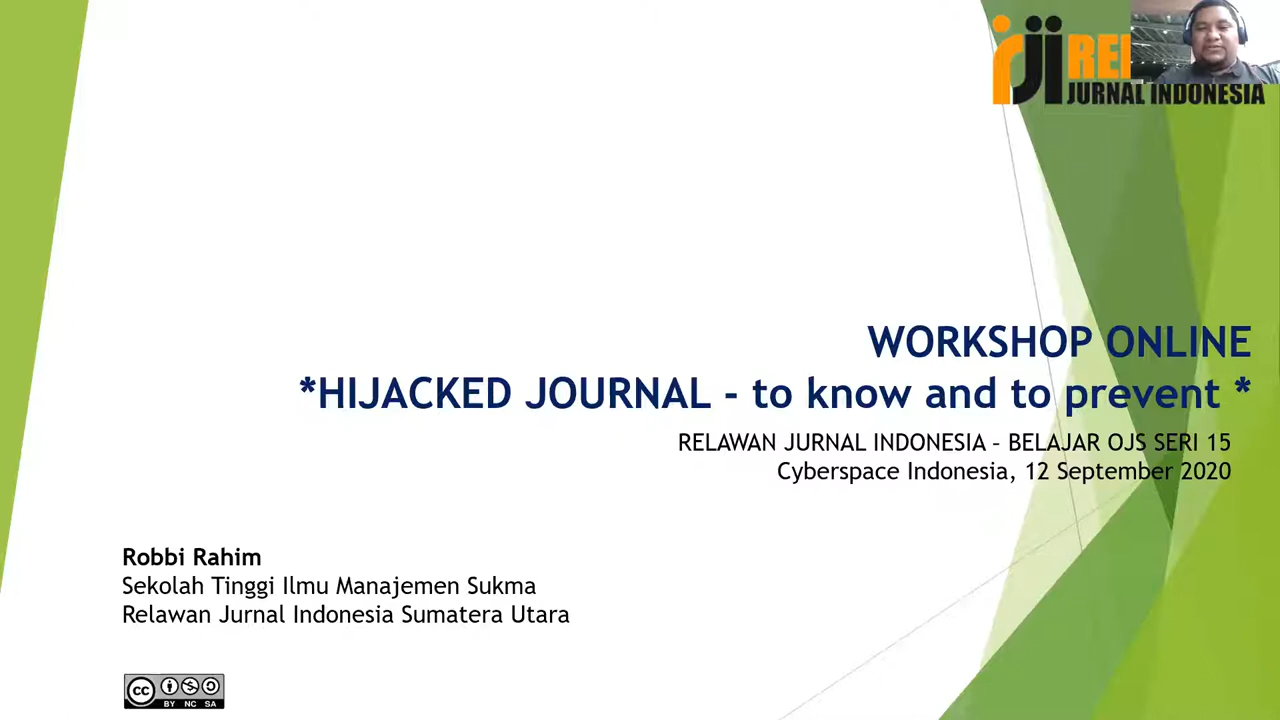 REI
JURNAL INDONESIA
WORKSHOP ONLINE
*HIJACKED JOURNAL - to know and to prevent *
RELAWAN JURNAL INDONESIA – BELAJAR OJS SERI 15
Cyberspace Indonesia, 12 September 2020
Robbi Rahim
Sekolah Tinggi Ilmu Manajemen Sukma
Relawan Jurnal Indonesia Sumatera Utara
cc
BY NC SA